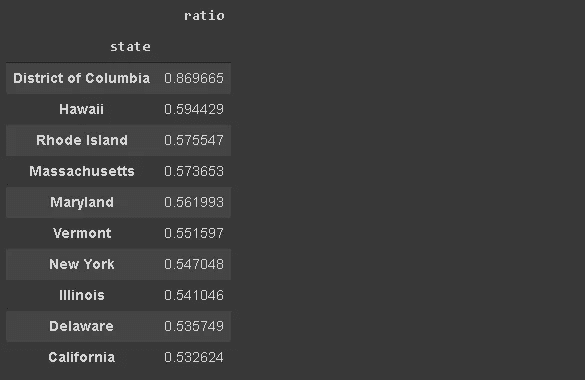 ratio
state
District of Columbia 0.869665
Hawaii 0.594429
Rhode Island 0.575547
Massachusetts 0.573653
Maryland 0.561993
Vermont 0.551597
New York 0.547048
Illinois 0.541046
Delaware 0.535749
California 0.532624